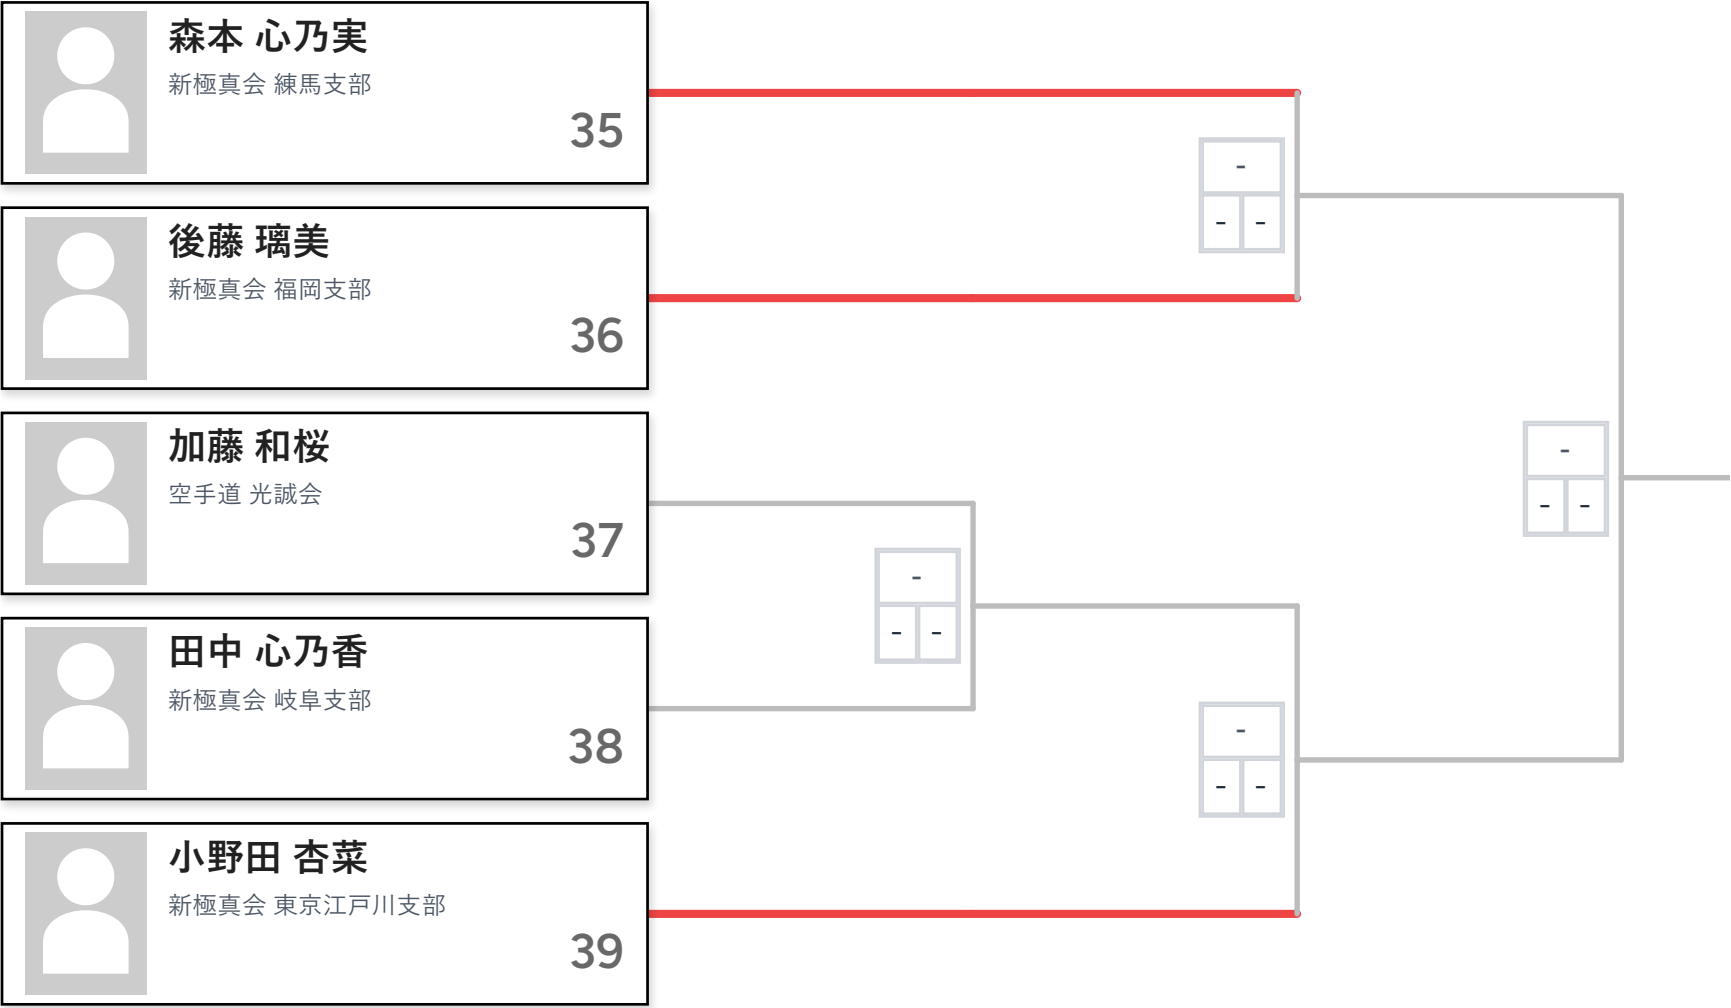 森本 心乃実
新極真会 練馬支部
35
-
- -
後藤 璃美
新極真会 福岡支部
36
加藤 和桜
空手道 光誠会
37
-
- -
-
- -
田中 心乃香
新極真会 岐阜支部
38
-
- -
小野田 杏菜
新極真会 東京江戸川支部
39